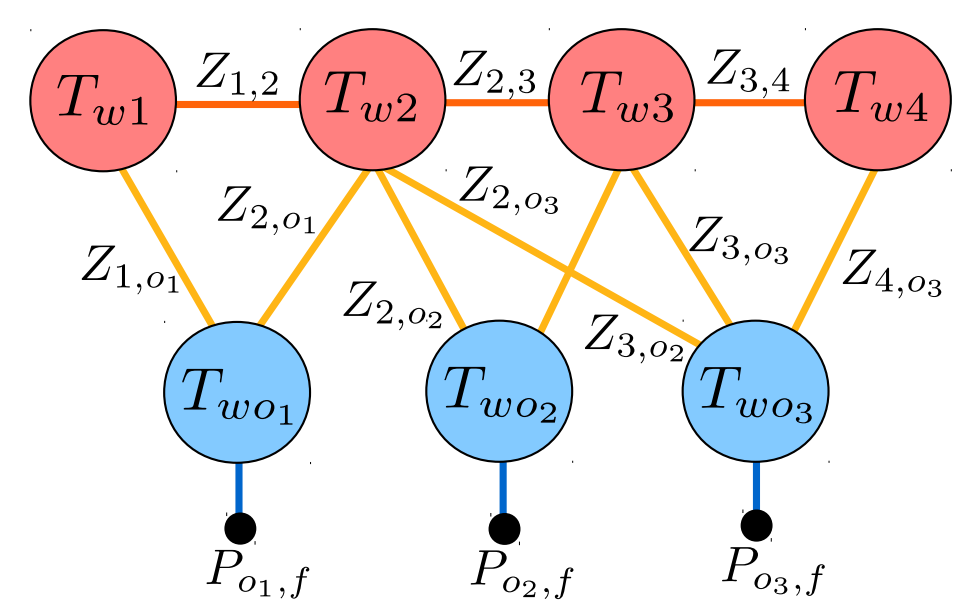 Z_{1,2} Z_{2,3} Z_{3,4}
T_{w1} T_{w2} T_{w3} T_{w4}
Z_{2,o_1} Z_{2,o_3} Z_{3,o_3}
Z_{1,o_1} Z_{2,o_2} Z_{3,o_2} Z_{4,o_3}
T_{wo_1} T_{wo_2} T_{wo_3}
P_{o_1,f} P_{o_2,f} P_{o_3,f}